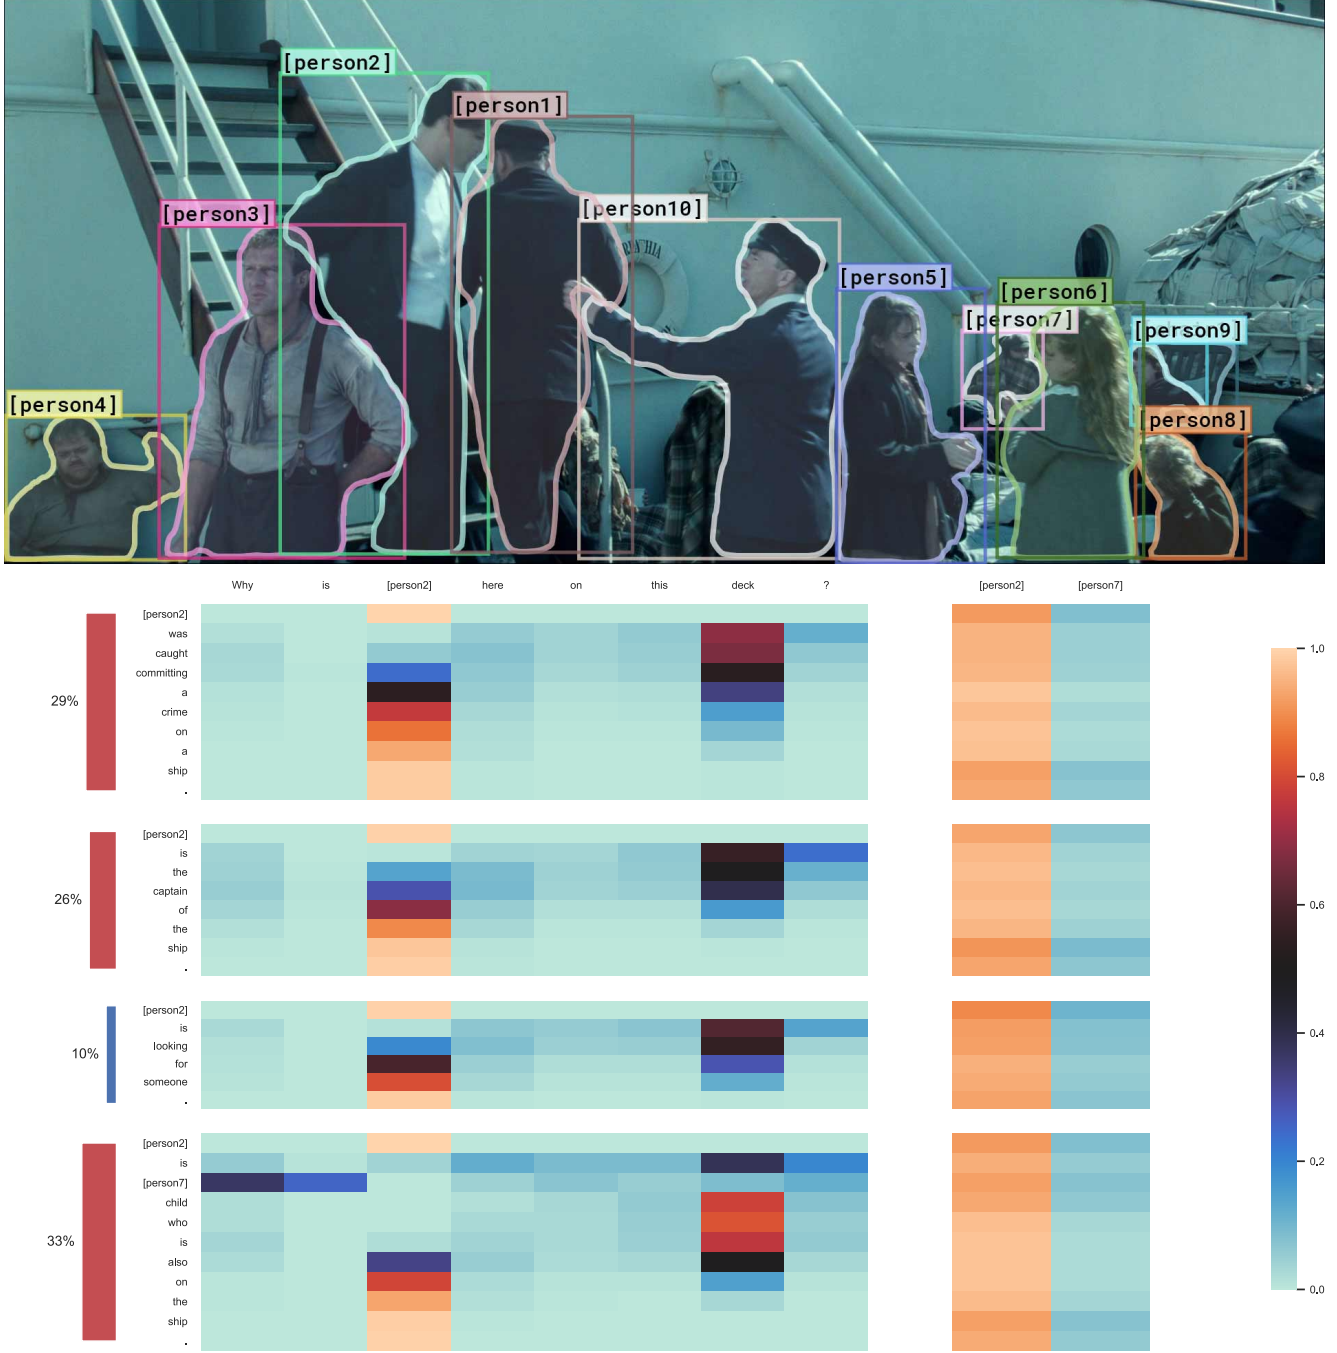 [person2]
[person1]
[person3]
[person10]
[person5]
[person6]
[person7]
[person9]
[person4]
[person8]
Why is [person2] here on this deck ? [person2] [person7]
29%
[person2]
was
caught
committing
a
crime
on
a
ship
.
26%
[person2]
is
the
captain
of
the
ship
.
10%
[person2]
is
looking
for
someone
.
33%
[person2]
is
[person7]
child
who
is
also
on
the
ship
.
1.0
0.8
0.6
0.4
0.2
0.0